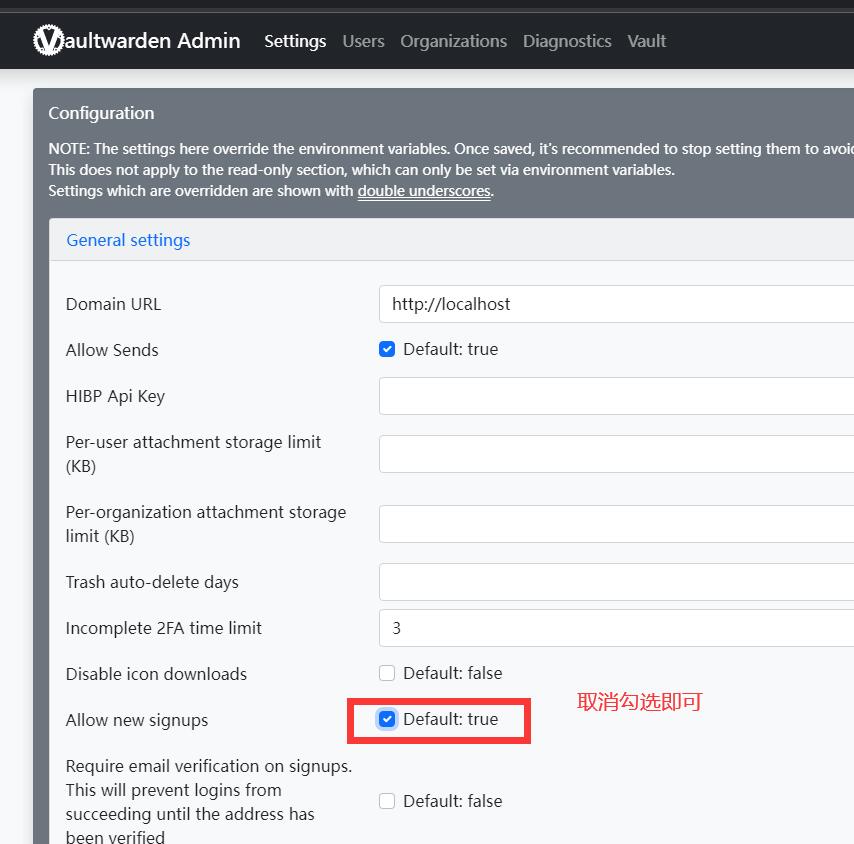 Vaultwarden Admin Settings Users Organizations Diagnostics Vault
Configuration
NOTE: The settings here override the environment variables. Once saved, it's recommended to stop setting them to avoid
This does not apply to the read-only section, which can only be set via environment variables.
Settings which are overridden are shown with double underscores.
General settings
Domain URL http://localhost
Allow Sends Default: true
HIBP Api Key
Per-user attachment storage limit
(KB)
Per-organization attachment storage
limit (KB)
Trash auto-delete days
Incomplete 2FA time limit 3
Disable icon downloads Default: false
取消勾选即可
Allow new signups Default: true
Require email verification on signups.
This will prevent logins from
succeeding until the address has
been verified
Default: false